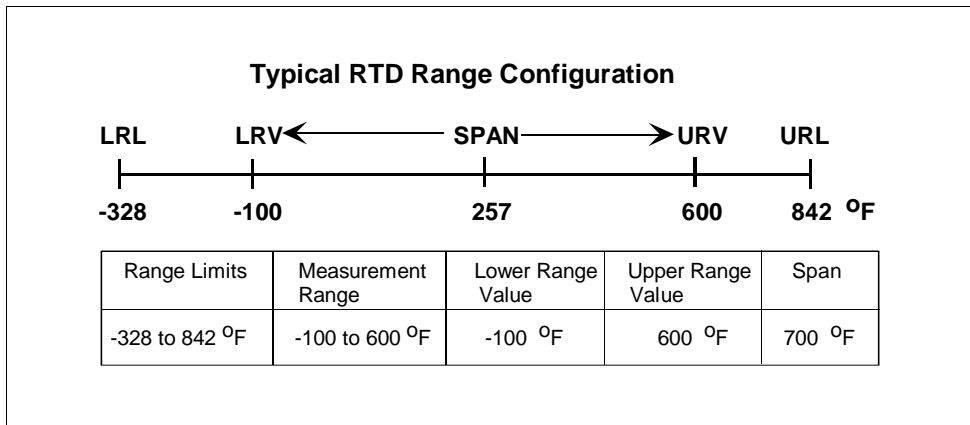 Typical RTD Range Configuration
LRL LRV SPAN URV URL
-328 -100 257 600 842 ºF
Range Limits Measurement Range Lower Range Value Upper Range Value Span
-328 to 842 ºF -100 to 600 ºF -100 ºF 600 ºF 700 ºF